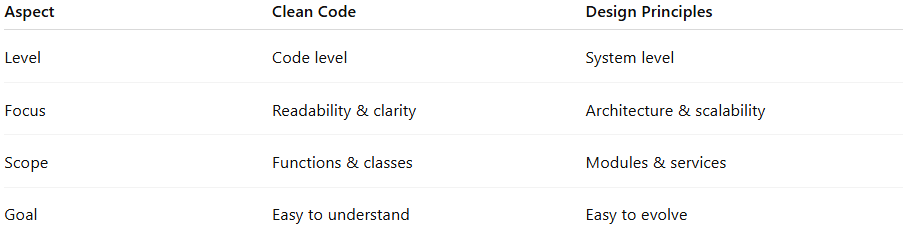 Aspect Clean Code Design Principles
Level Code level System level
Focus Readability & clarity Architecture & scalability
Scope Functions & classes Modules & services
Goal Easy to understand Easy to evolve